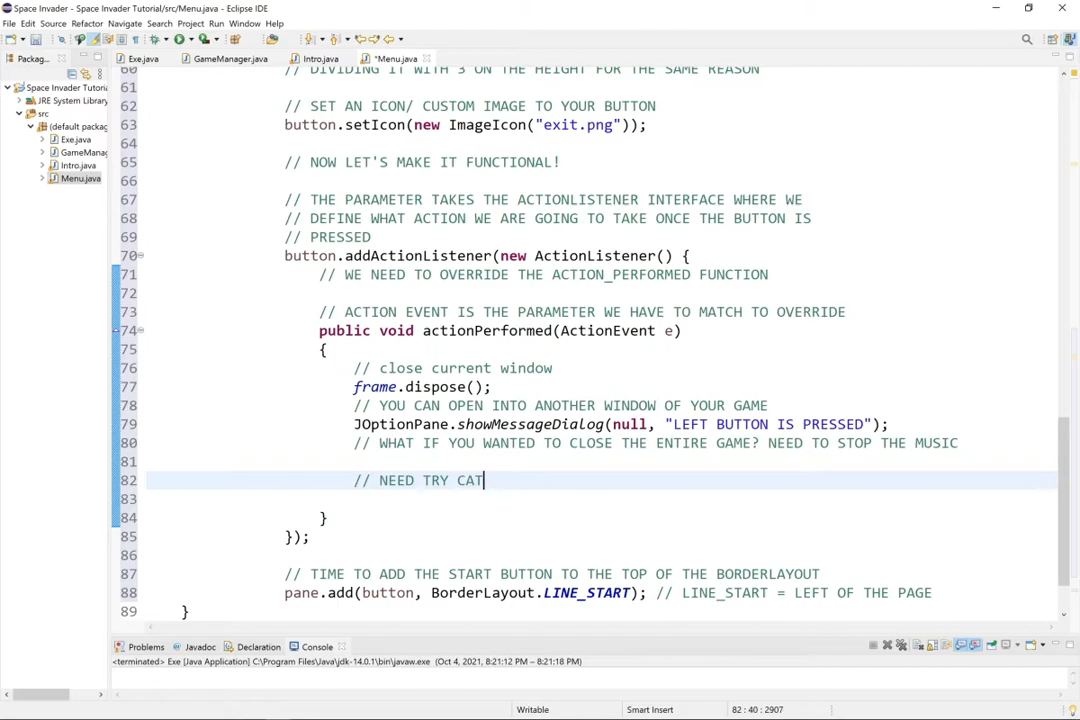 Space Invader - Space Invader Tutorial/src/Menu.java - Eclipse IDE
File Edit Source Refactor Navigate Search Project Run Window Help
Packag...
Exe.java
GameManager.java
Intro.java
*Menu.java
Space Invader Tutoria
JRE System Library
src
(default packag
Exe.java
GameManag
Intro.java
Menu.java
60 // DIVIDING IT WITH 3 ON THE HEIGHT FOR THE SAME REASON
61
62 // SET AN ICON/ CUSTOM IMAGE TO YOUR BUTTON
63 button.setIcon(new ImageIcon("exit.png"));
64
65 // NOW LET'S MAKE IT FUNCTIONAL!
66
67 // THE PARAMETER TAKES THE ACTIONLISTENER INTERFACE WHERE WE
68 // DEFINE WHAT ACTION WE ARE GOING TO TAKE ONCE THE BUTTON IS
69 // PRESSED
70 button.addActionListener(new ActionListener() {
71 // WE NEED TO OVERRIDE THE ACTION_PERFORMED FUNCTION
72
73 // ACTION EVENT IS THE PARAMETER WE HAVE TO MATCH TO OVERRIDE
74 public void actionPerformed(ActionEvent e)
75 {
76 // close current window
77 frame.dispose();
78 // YOU CAN OPEN INTO ANOTHER WINDOW OF YOUR GAME
79 JOptionPane.showMessageDialog(null, "LEFT BUTTON IS PRESSED");
80 // WHAT IF YOU WANTED TO CLOSE THE ENTIRE GAME? NEED TO STOP THE MUSIC
81
82 // NEED TRY CAT
83
84 }
85 });
86
87 // TIME TO ADD THE START BUTTON TO THE TOP OF THE BORDERLAYOUT
88 pane.add(button, BorderLayout.LINE_START); // LINE_START = LEFT OF THE PAGE
89 }
Problems Javadoc Declaration Console
<terminated> Exe [Java Application] C:\Program Files\Java\jdk-14.0.1\bin\javaw.exe (Oct 4, 2021, 8:21:12 PM – 8:21:18 PM)
Writable Smart Insert 82 : 40 : 2907